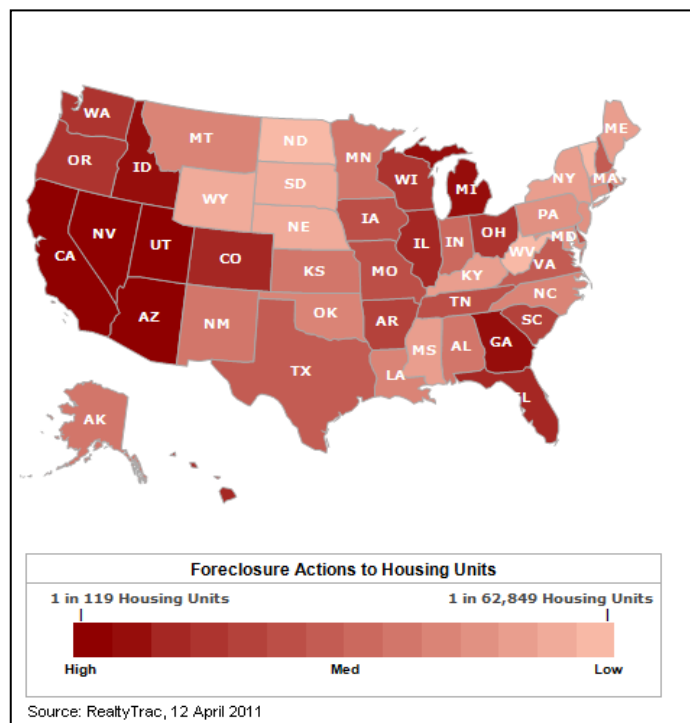 WA
ME
MT
ND
MN
OR
ID
WI
NY
MA
SD
MI
WY
PA
IA
NE
NV
OH
MD
IL
IN
UT
WV
CA
CO
VA
KS
MO
KY
NC
TN
OK
AZ
AR
SC
NM
MS
AL
GA
TX
LA
FL
AK
Foreclosure Actions to Housing Units
1 in 119 Housing Units 1 in 62,849 Housing Units
High Med Low
Source: RealtyTrac, 12 April 2011